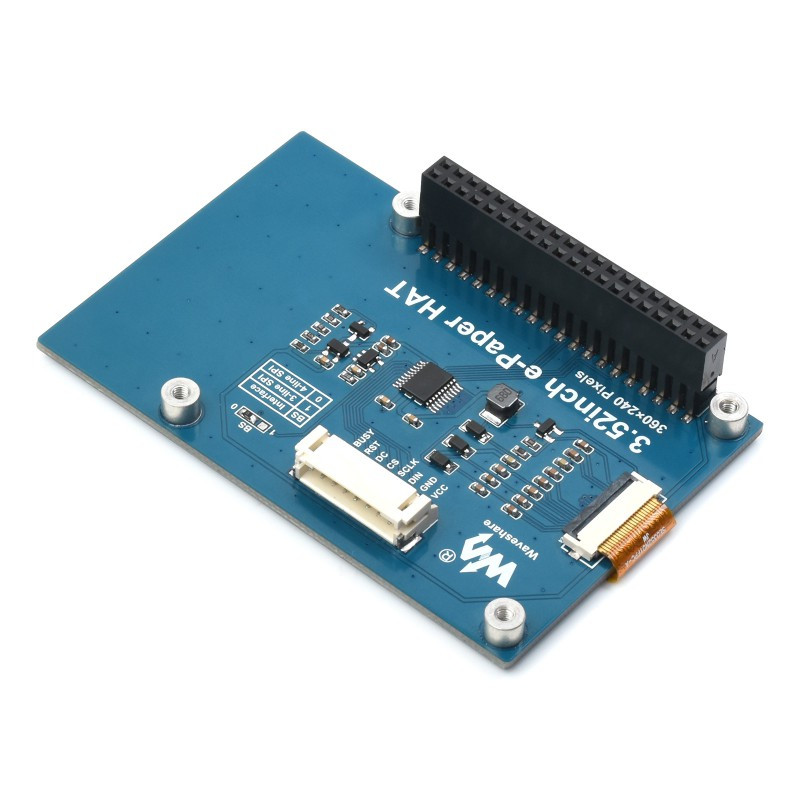 3.52inch e-Paper HAT
360×240 Pixels
BS Interface
1 3-line SPI
0 4-line SPI
BS
1 0
BUSY
RST
DC
CS
SCLK
DIN
GND
VCC
Waveshare
®